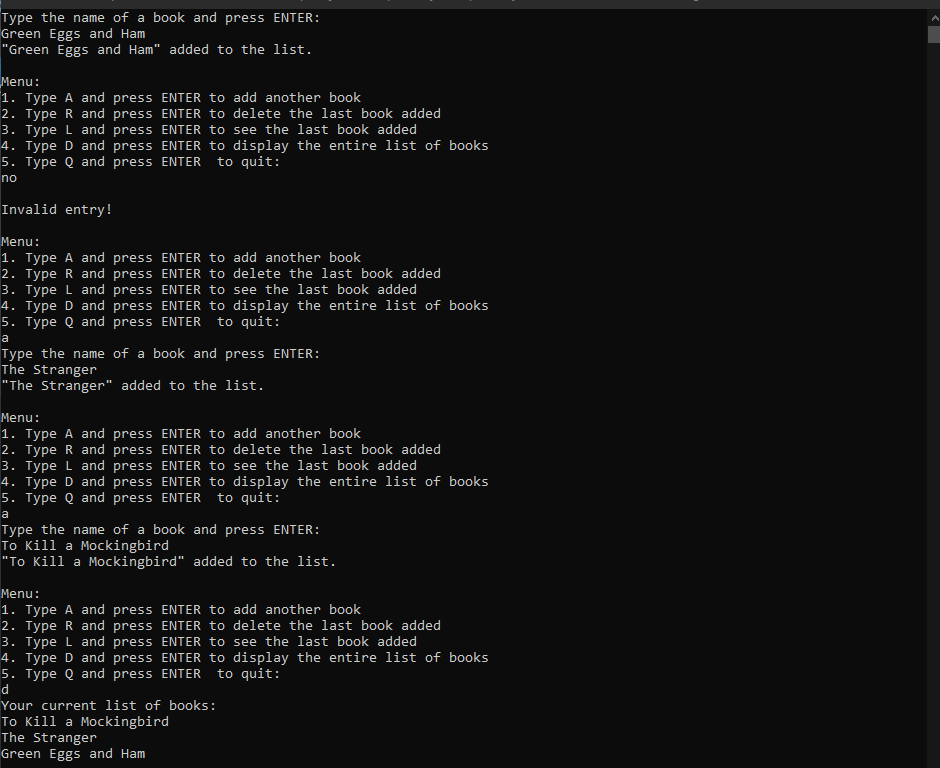 Type the name of a book and press ENTER:
Green Eggs and Ham
"Green Eggs and Ham" added to the list.

Menu:
1. Type A and press ENTER to add another book
2. Type R and press ENTER to delete the last book added
3. Type L and press ENTER to see the last book added
4. Type D and press ENTER to display the entire list of books
5. Type Q and press ENTER  to quit:
no

Invalid entry!

Menu:
1. Type A and press ENTER to add another book
2. Type R and press ENTER to delete the last book added
3. Type L and press ENTER to see the last book added
4. Type D and press ENTER to display the entire list of books
5. Type Q and press ENTER  to quit:
a
Type the name of a book and press ENTER:
The Stranger
"The Stranger" added to the list.

Menu:
1. Type A and press ENTER to add another book
2. Type R and press ENTER to delete the last book added
3. Type L and press ENTER to see the last book added
4. Type D and press ENTER to display the entire list of books
5. Type Q and press ENTER  to quit:
a
Type the name of a book and press ENTER:
To Kill a Mockingbird
"To Kill a Mockingbird" added to the list.

Menu:
1. Type A and press ENTER to add another book
2. Type R and press ENTER to delete the last book added
3. Type L and press ENTER to see the last book added
4. Type D and press ENTER to display the entire list of books
5. Type Q and press ENTER  to quit:
d
Your current list of books:
To Kill a Mockingbird
The Stranger
Green Eggs and Ham